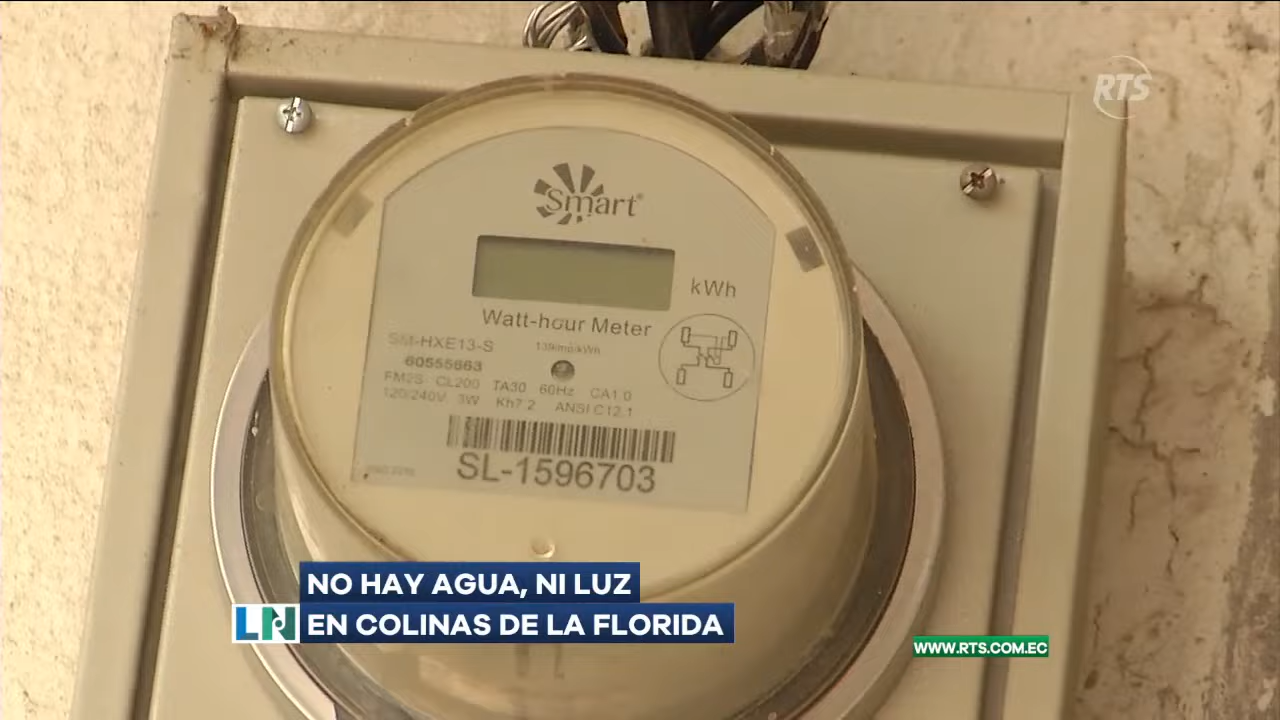 RTS
Smart
kWh
Watt-hour Meter
SM-HXE13-S
60555663
FM2S CL200 TA30 60Hz CA1.0
120/240V 3W Kh7.2 ANSI C12.1
SL-1596703
NO HAY AGUA, NI LUZ
LN EN COLINAS DE LA FLORIDA
WWW.RTS.COM.EC